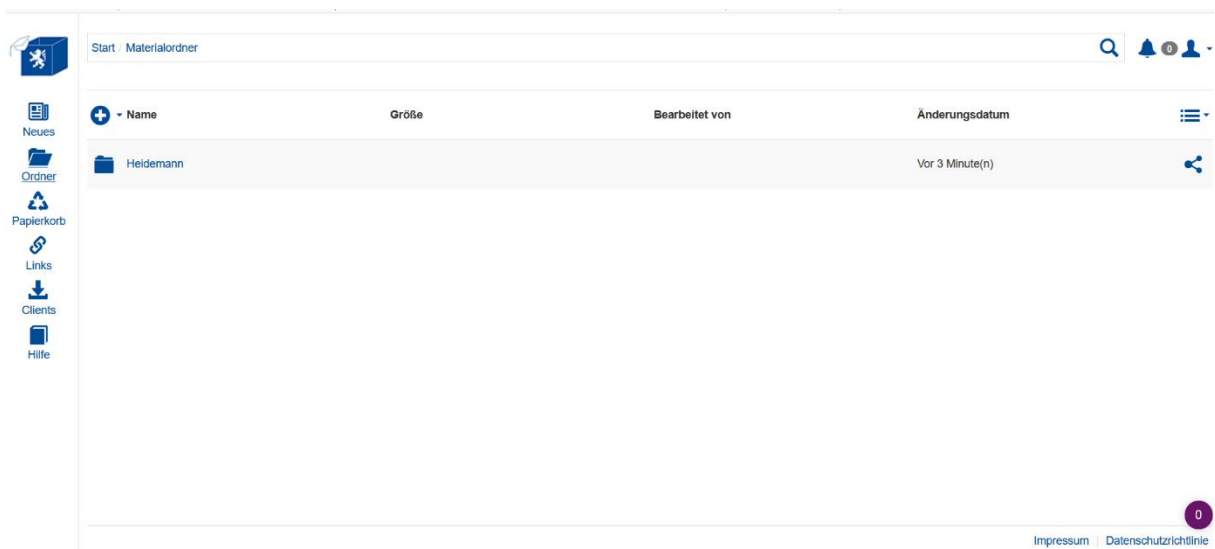 Start / Materialordner
0
Neues
Ordner
Papierkorb
Links
Clients
Hilfe
Name Größe Bearbeitet von Änderungsdatum
Heidemann Vor 3 Minute(n)
0
Impressum | Datenschutzrichtlinie